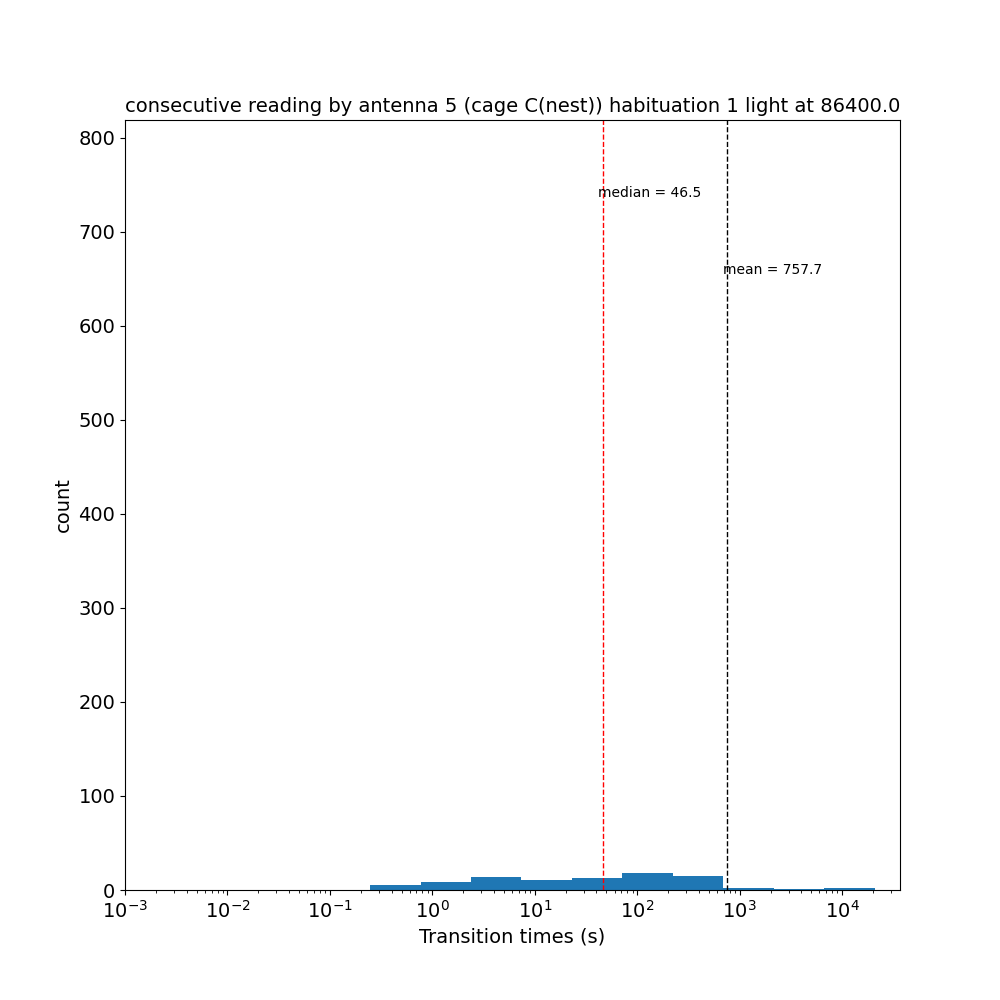 consecutive reading by antenna 5 (cage C(nest)) habituation 1 light at 86400.0
800
median = 46.5
700
mean = 757.7
600
500
400
count
300
200
100
0
10⁻³ 10⁻² 10⁻¹ 10⁰ 10¹ 10² 10³ 10⁴
Transition times (s)